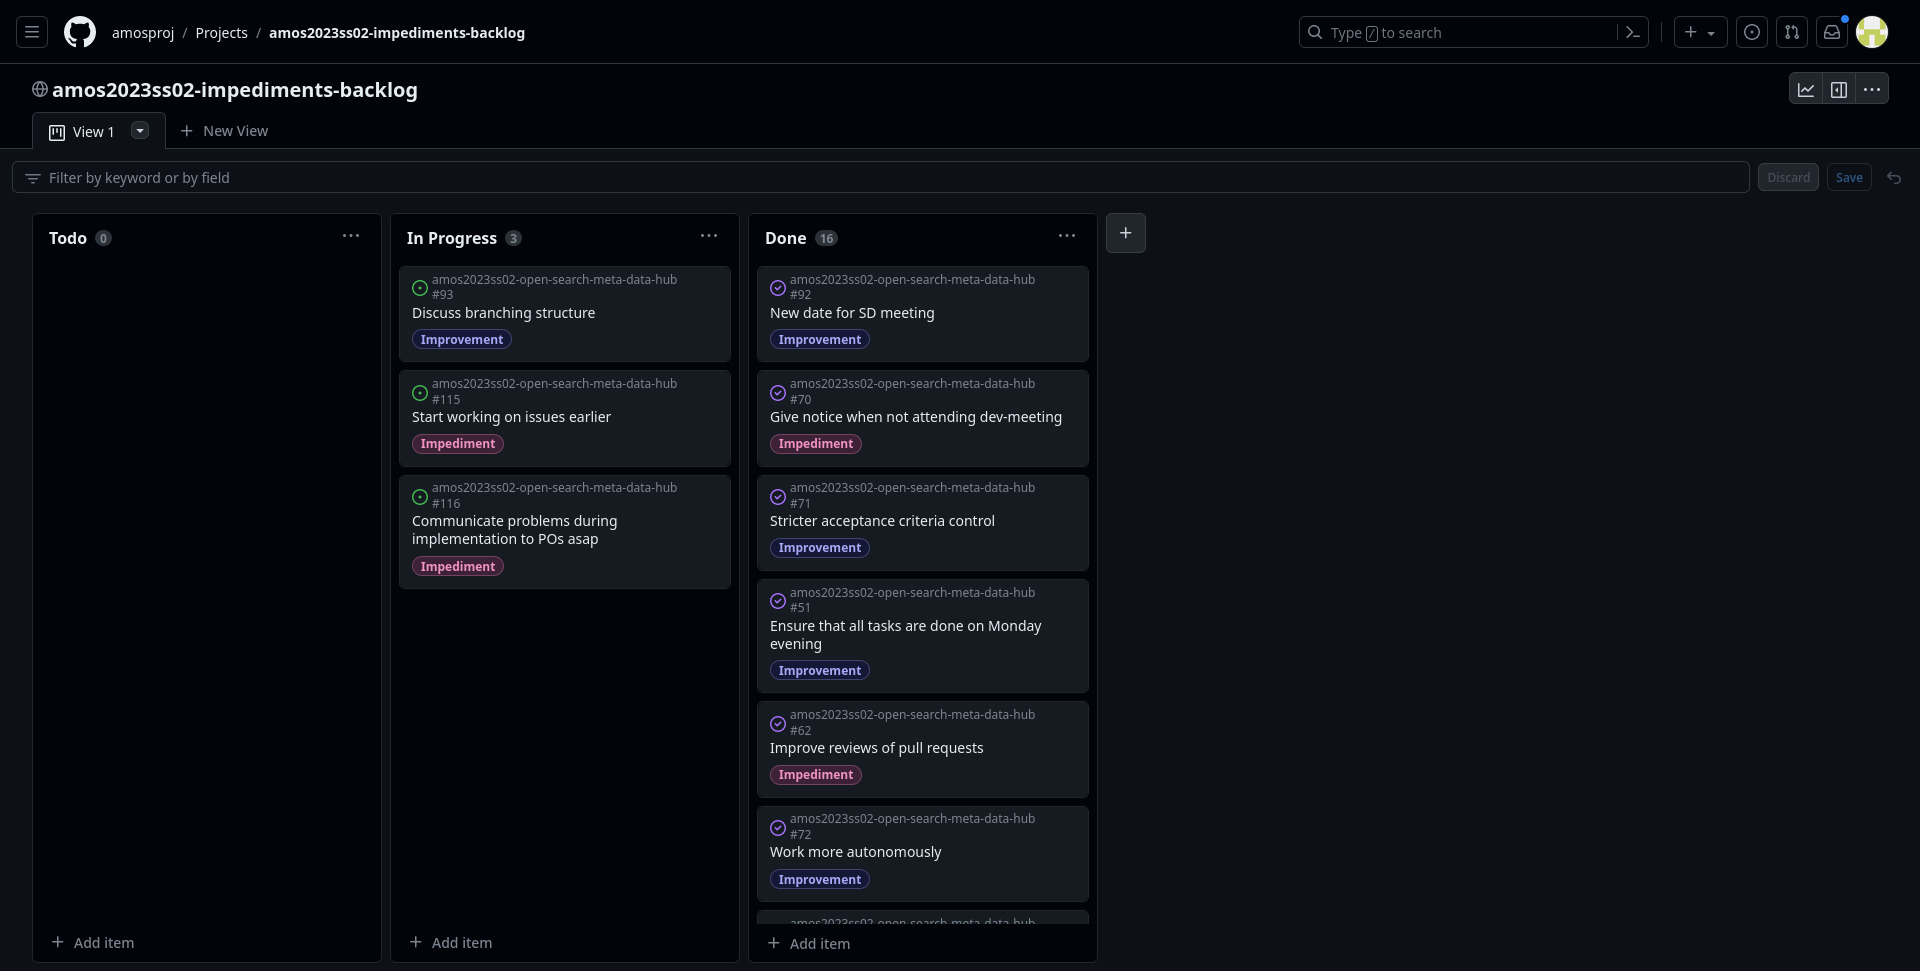 amosproj / Projects / amos2023ss02-impediments-backlog
Type / to search
amos2023ss02-impediments-backlog
View 1
New View
Filter by keyword or by field
Discard
Save
Todo 0
Add item
In Progress 3
amos2023ss02-open-search-meta-data-hub
#93
Discuss branching structure
Improvement
amos2023ss02-open-search-meta-data-hub
#115
Start working on issues earlier
Impediment
amos2023ss02-open-search-meta-data-hub
#116
Communicate problems during
implementation to POs asap
Impediment
Add item
Done 16
amos2023ss02-open-search-meta-data-hub
#92
New date for SD meeting
Improvement
amos2023ss02-open-search-meta-data-hub
#70
Give notice when not attending dev-meeting
Impediment
amos2023ss02-open-search-meta-data-hub
#71
Stricter acceptance criteria control
Improvement
amos2023ss02-open-search-meta-data-hub
#51
Ensure that all tasks are done on Monday
evening
Improvement
amos2023ss02-open-search-meta-data-hub
#62
Improve reviews of pull requests
Impediment
amos2023ss02-open-search-meta-data-hub
#72
Work more autonomously
Improvement
amos2023ss02-open-search-meta-data-hub
Add item